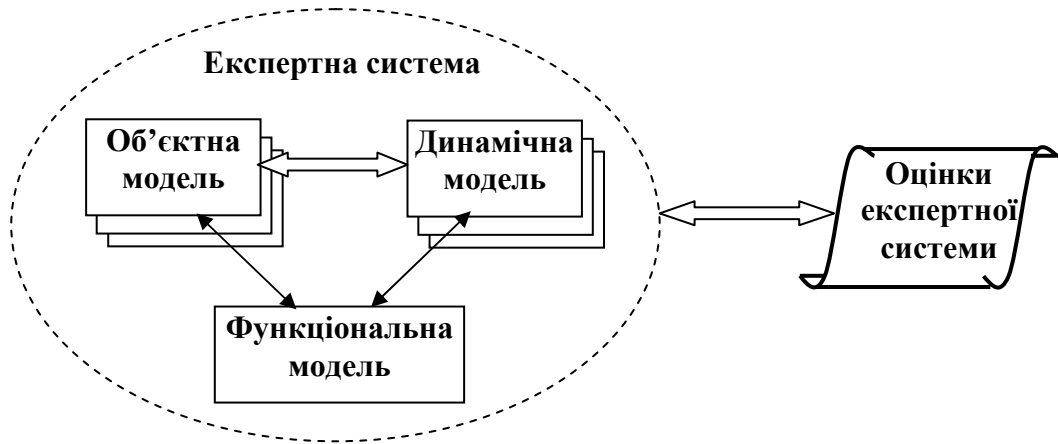 Експертна система
Об’єктна
модель
Динамічна
модель
Функціональна
модель
Оцінки
експертної
системи